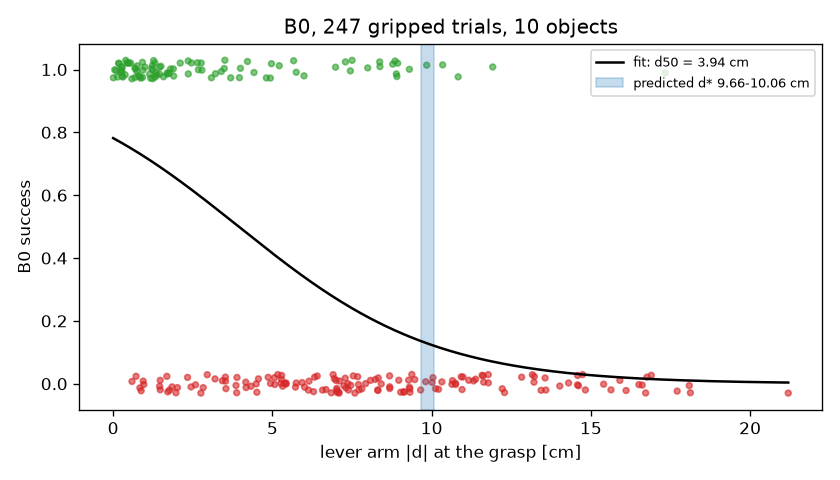 B0, 247 gripped trials, 10 objects
fit: d50 = 3.94 cm
predicted d* 9.66-10.06 cm
B0 success
1.0
0.8
0.6
0.4
0.2
0.0
0
5
10
15
20
lever arm |d| at the grasp [cm]